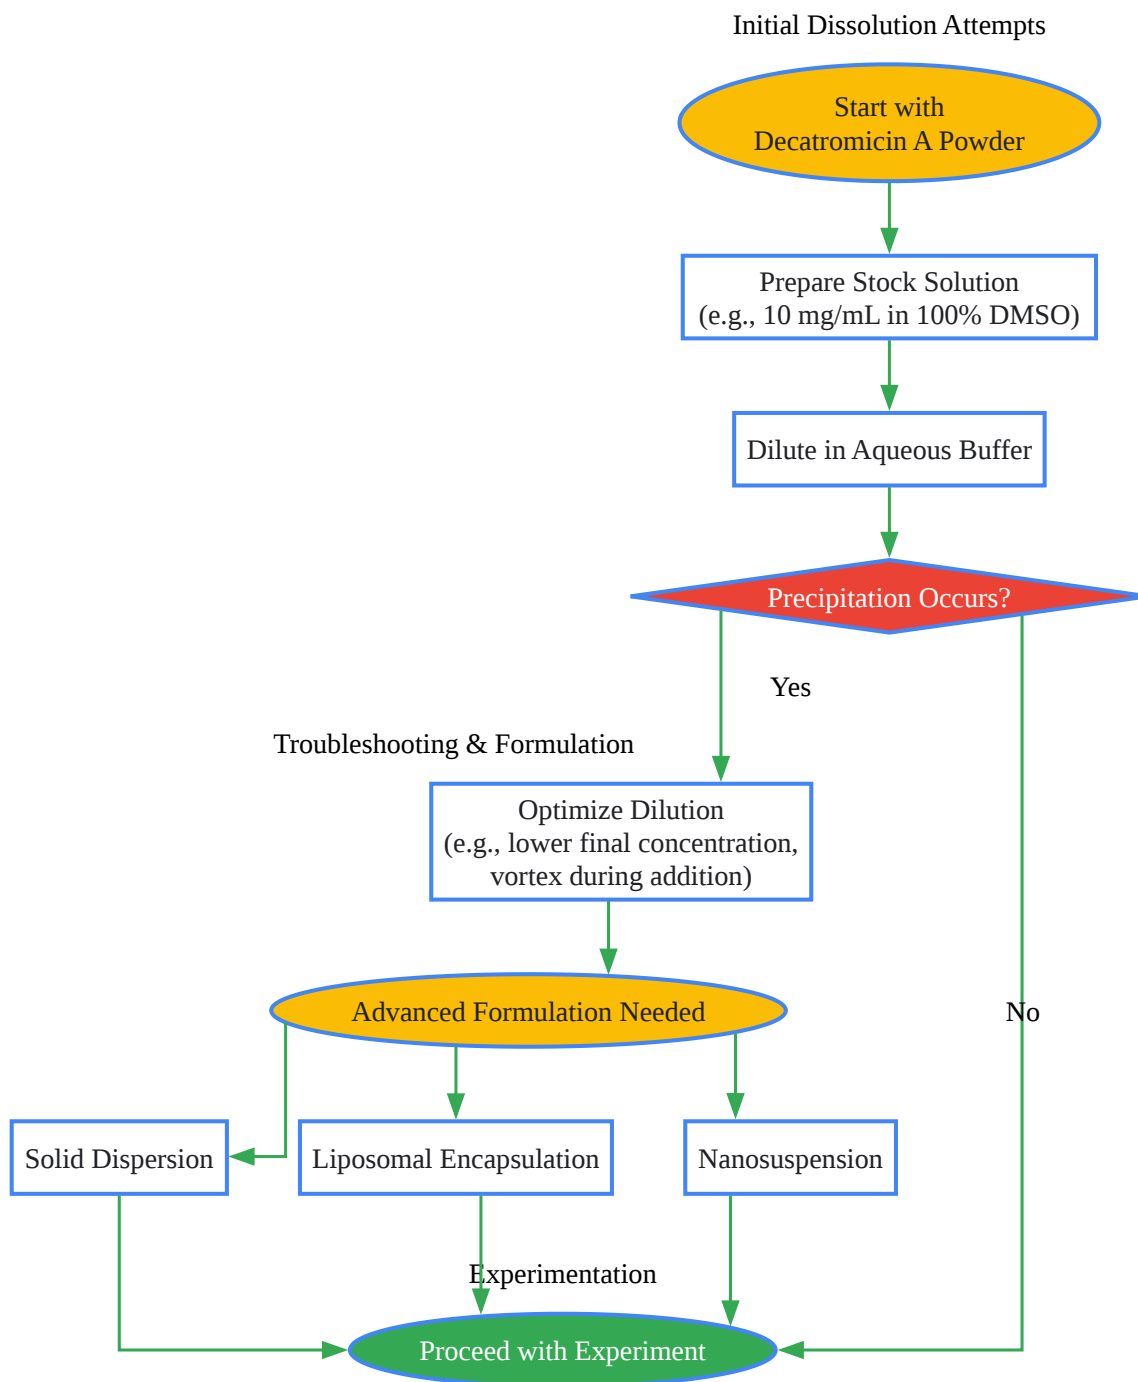 Initial Dissolution Attempts
Start with
Decatromicin A Powder
Prepare Stock Solution
(e.g., 10 mg/mL in 100% DMSO)
Dilute in Aqueous Buffer
Precipitation Occurs?
Yes
Troubleshooting & Formulation
Optimize Dilution
(e.g., lower final concentration,
vortex during addition)
Advanced Formulation Needed
No
Solid Dispersion
Liposomal Encapsulation
Nanosuspension
Experimentation
Proceed with Experiment